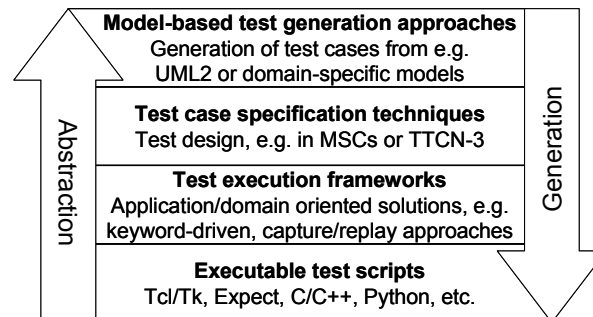 Model-based test generation approaches
Generation of test cases from e.g.
UML2 or domain-specific models
Test case specification techniques
Test design, e.g. in MSCs or TTCN-3
Test execution frameworks
Application/domain oriented solutions, e.g.
keyword-driven, capture/replay approaches
Executable test scripts
Tcl/Tk, Expect, C/C++, Python, etc.
Abstraction
Generation